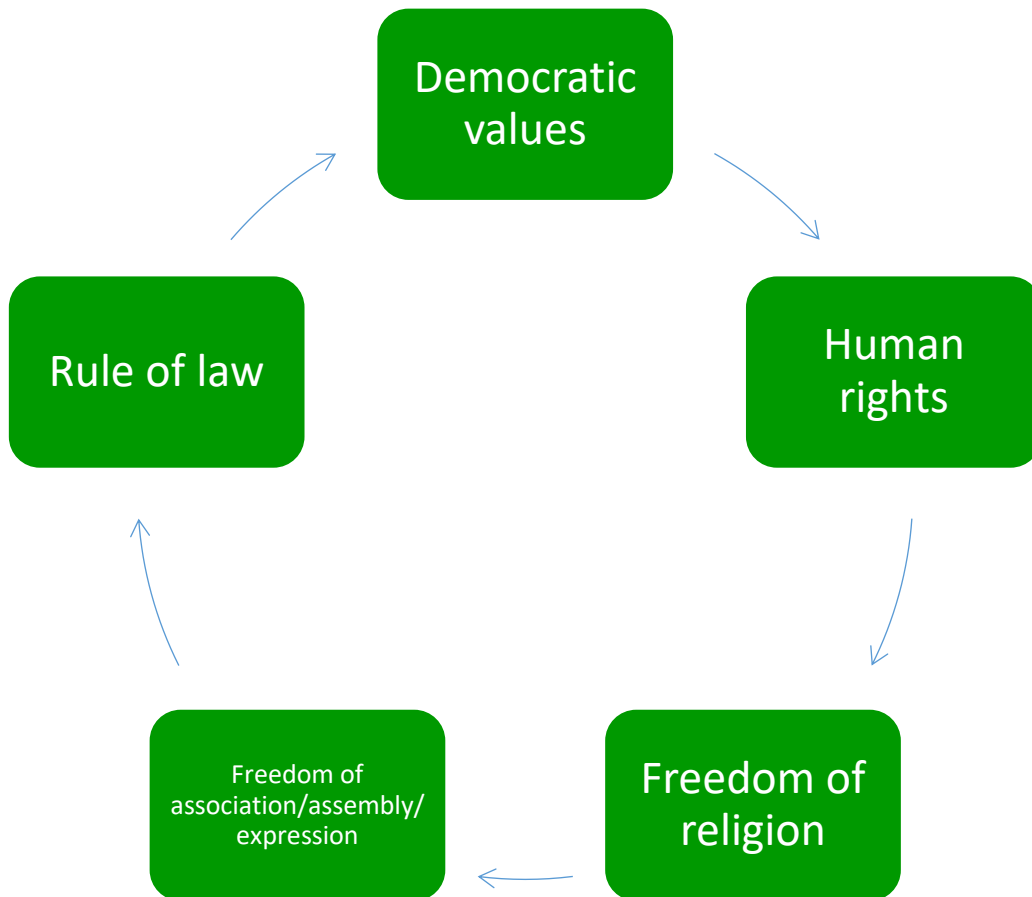 Democratic
values
Human
rights
Freedom of
religion
Freedom of
association/assembly/
expression
Rule of law